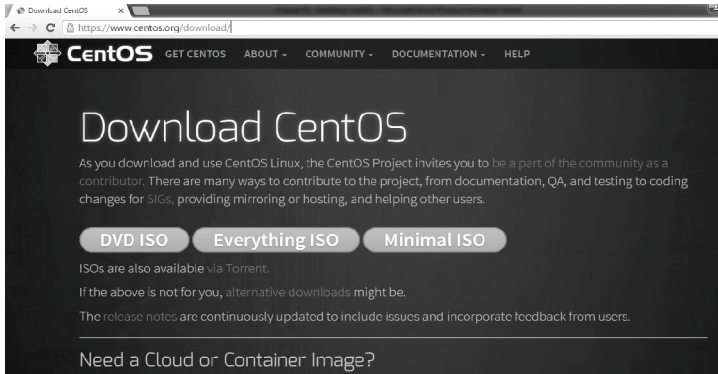 Download CentOS
https://www.centos.org/download/
CentOS GET CENTOS ABOUT COMMUNITY DOCUMENTATION HELP
Download CentOS
As you download and use CentOS Linux, the CentOS Project invites you to be a part of the community as a
contributor. There are many ways to contribute to the project, from documentation, QA, and testing to coding
changes for SIGs, providing mirroring or hosting, and helping other users.
DVD ISO Everything ISO Minimal ISO
ISOs are also available via Torrent.
If the above is not for you, alternative downloads might be.
The release notes are continuously updated to include issues and incorporate feedback from users.
Need a Cloud or Container Image?